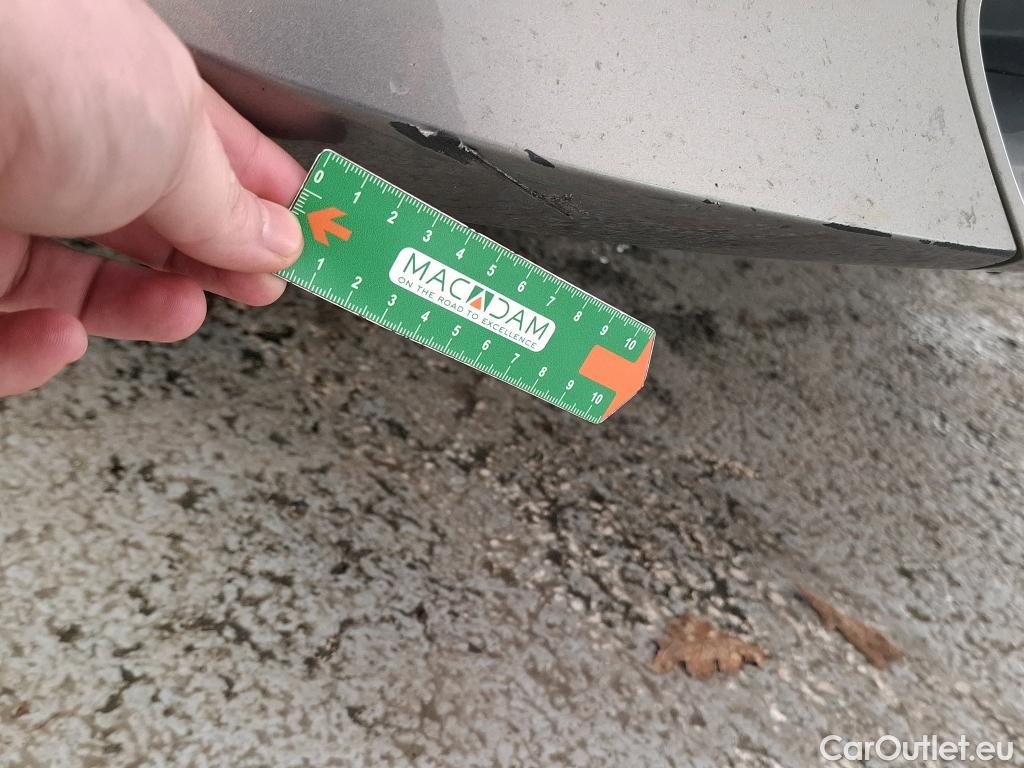 0 1 2 3 4 5 6 7 8 9 10
MACADAM
ON THE ROAD TO EXCELLENCE
1 2 3 4 5 6 7 8 9 10
CarOutlet.eu